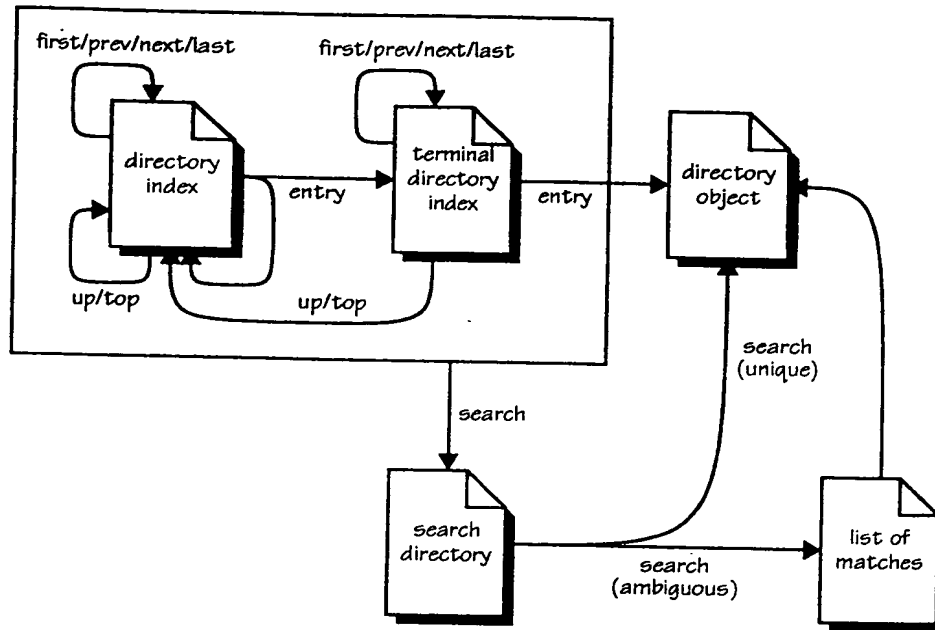 first/prev/next/last
first/prev/next/last
directory
index
entry
terminal
directory
index
entry
directory
object
up/top
up/top
search
(unique)
search
search
directory
search
(ambiguous)
list of
matches